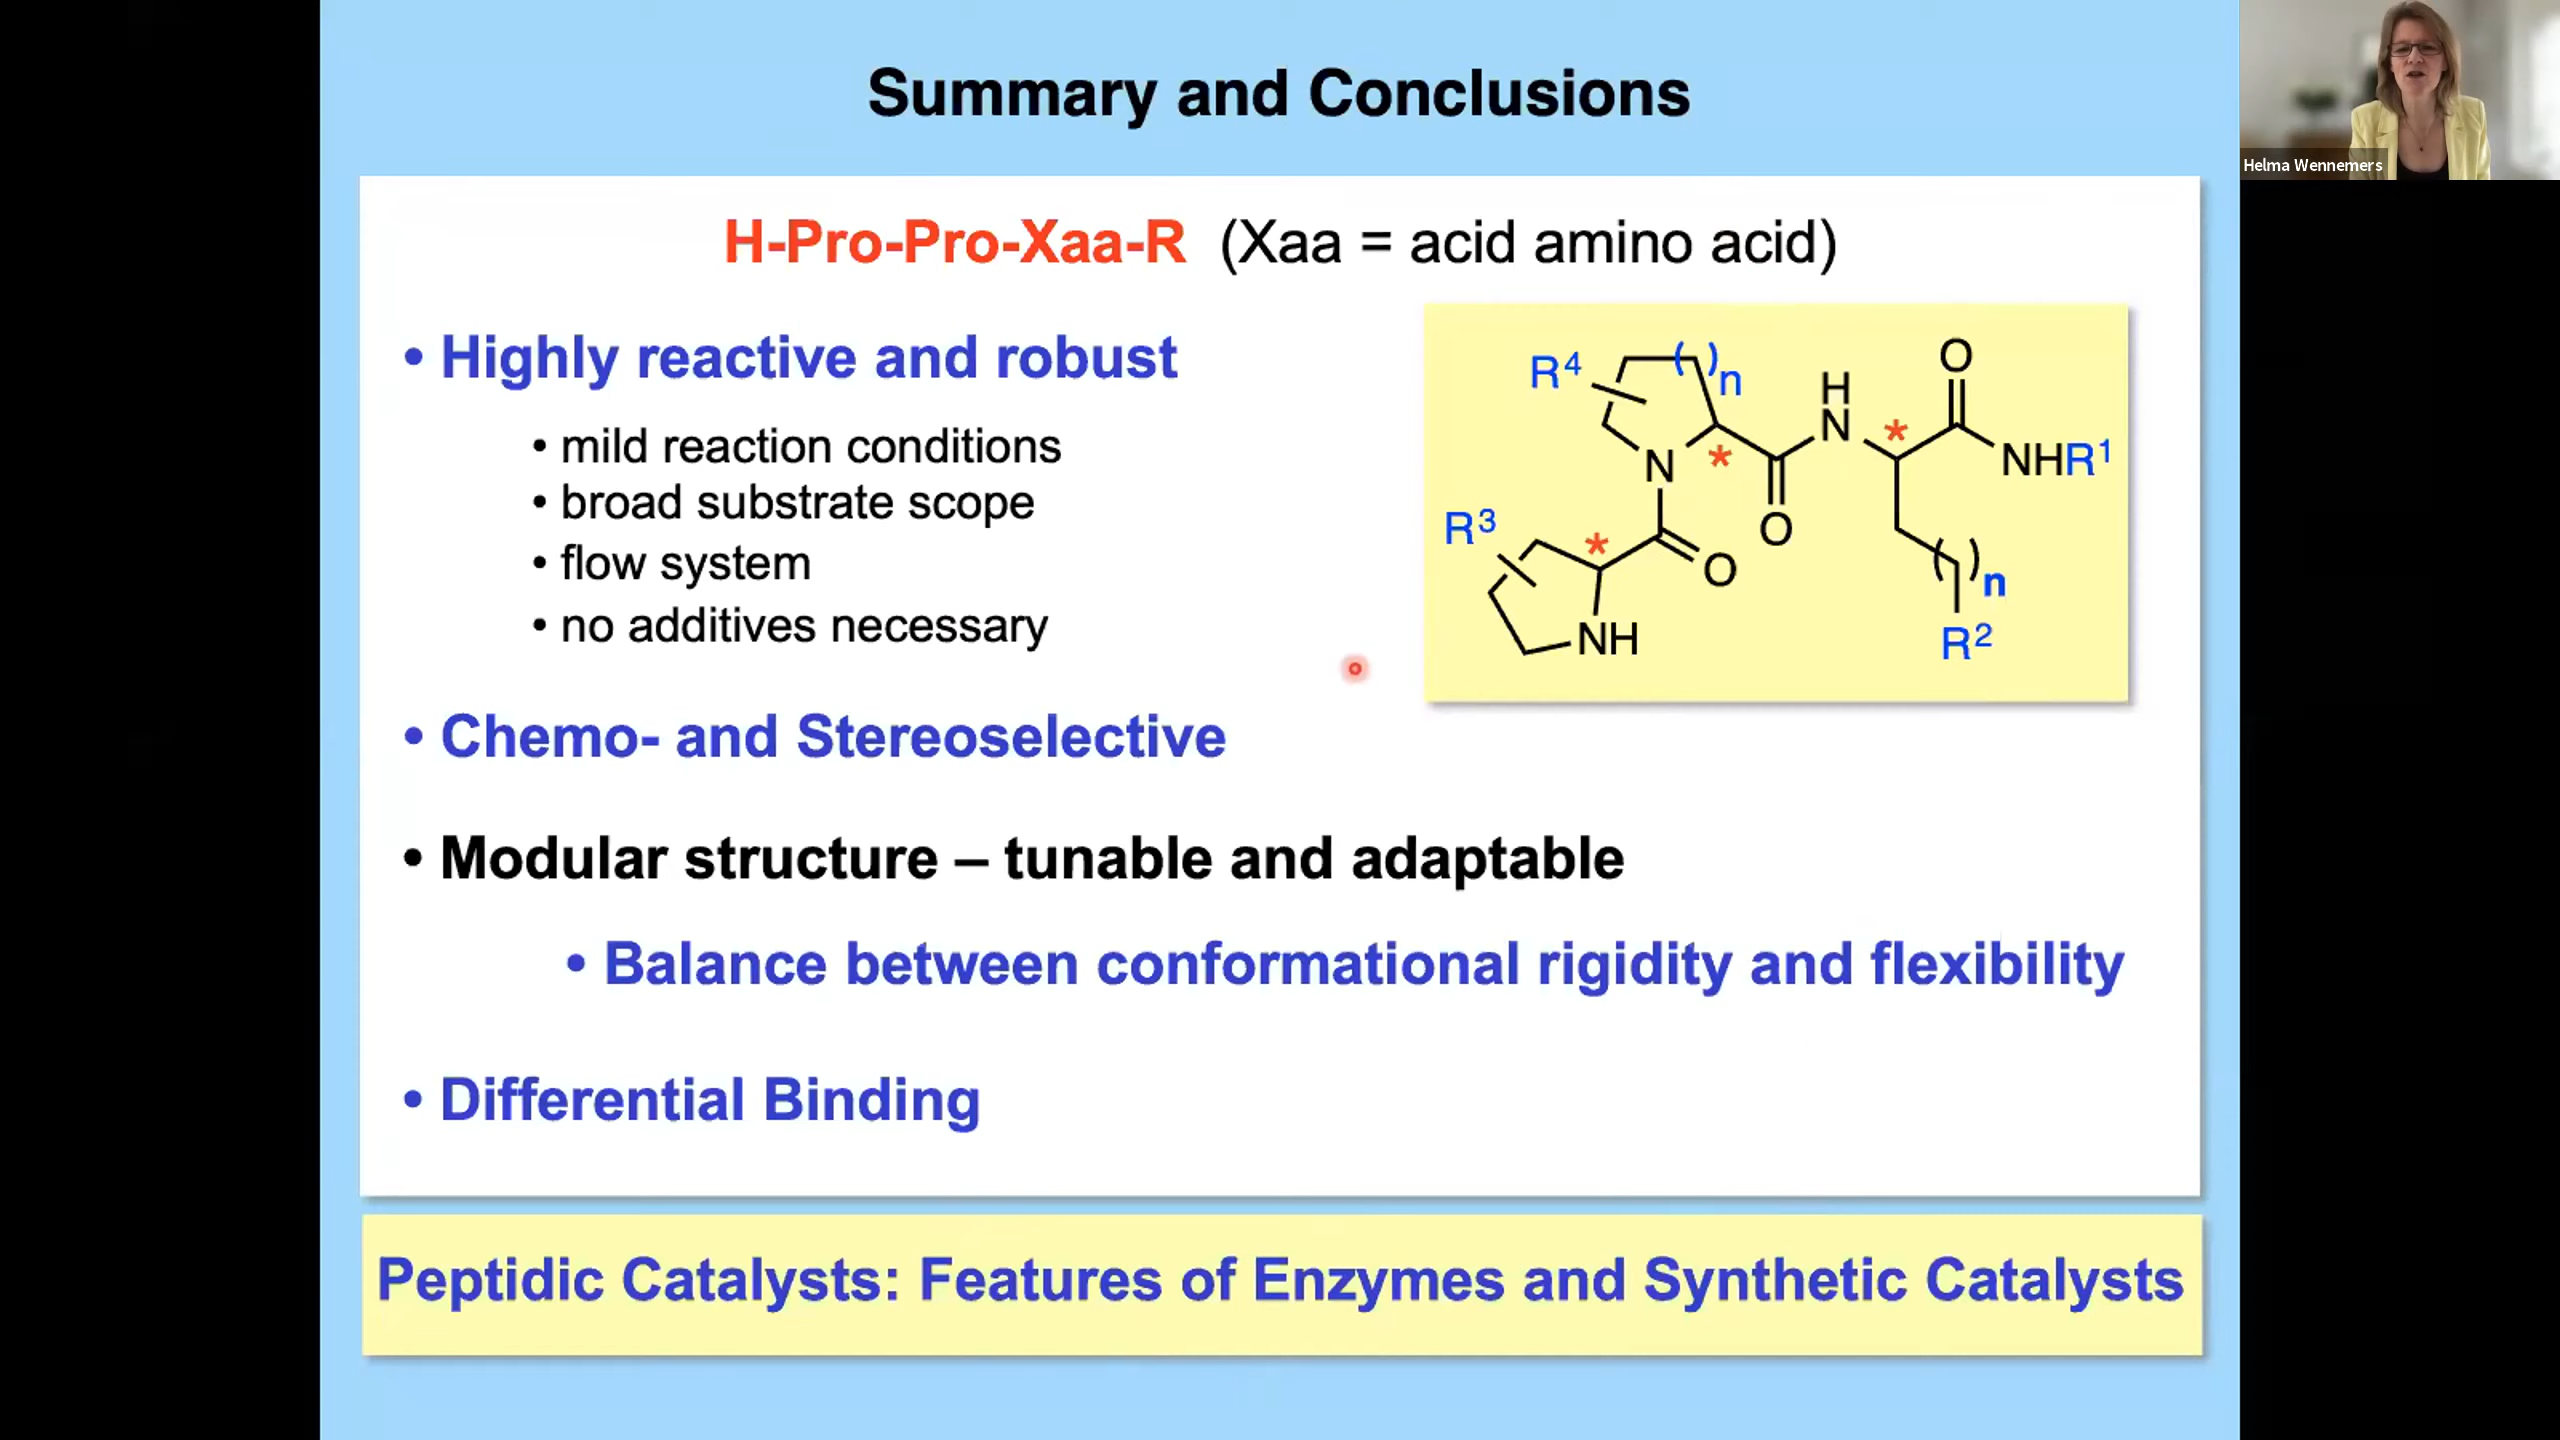 Summary and Conclusions
Helma Wennemers
H-Pro-Pro-Xaa-R (Xaa = acid amino acid)
• Highly reactive and robust
• mild reaction conditions
• broad substrate scope
• flow system
• no additives necessary
R4
( )n
H
N
*
O
NHR1
N
*
O
R3
*
O
NH
( )n
R2
• Chemo- and Stereoselective
• Modular structure – tunable and adaptable
• Balance between conformational rigidity and flexibility
• Differential Binding
Peptidic Catalysts: Features of Enzymes and Synthetic Catalysts